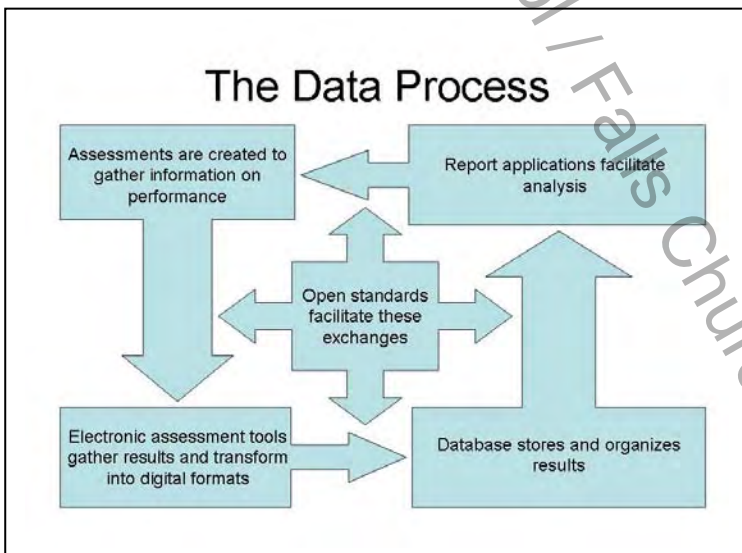 The Data Process
Assessments are created to
gather information on
performance
Report applications facilitate
analysis
Open standards
facilitate these
exchanges
Electronic assessment tools
gather results and transform
into digital formats
Database stores and organizes
results
/ Falls